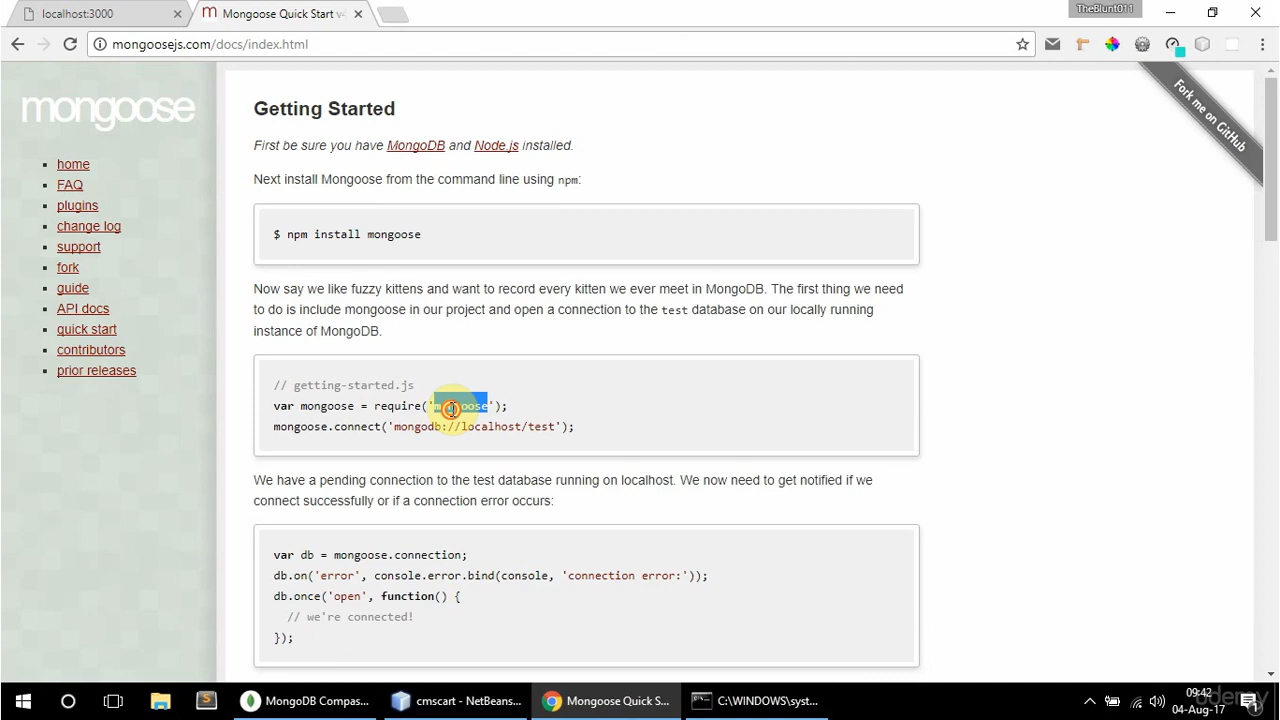 localhost:3000
Mongoose Quick Start v4
TheBlunt011
mongoosejs.com/docs/index.html
mongoose
home
FAQ
plugins
change log
support
fork
guide
API docs
quick start
contributors
prior releases
Fork me on GitHub
Getting Started
First be sure you have MongoDB and Node.js installed.
Next install Mongoose from the command line using npm:
$ npm install mongoose
Now say we like fuzzy kittens and want to record every kitten we ever meet in MongoDB. The first thing we need
to do is include mongoose in our project and open a connection to the test database on our locally running
instance of MongoDB.
// getting-started.js
var mongoose = require('mongoose');
mongoose.connect('mongodb://localhost/test');
We have a pending connection to the test database running on localhost. We now need to get notified if we
connect successfully or if a connection error occurs:
var db = mongoose.connection;
db.on('error', console.error.bind(console, 'connection error:'));
db.once('open', function() {
// we're connected!
});
MongoDB Compas...
cmscart - NetBeans...
Mongoose Quick S...
C:\WINDOWS\syst...
09:42
04-Aug-17
udemy